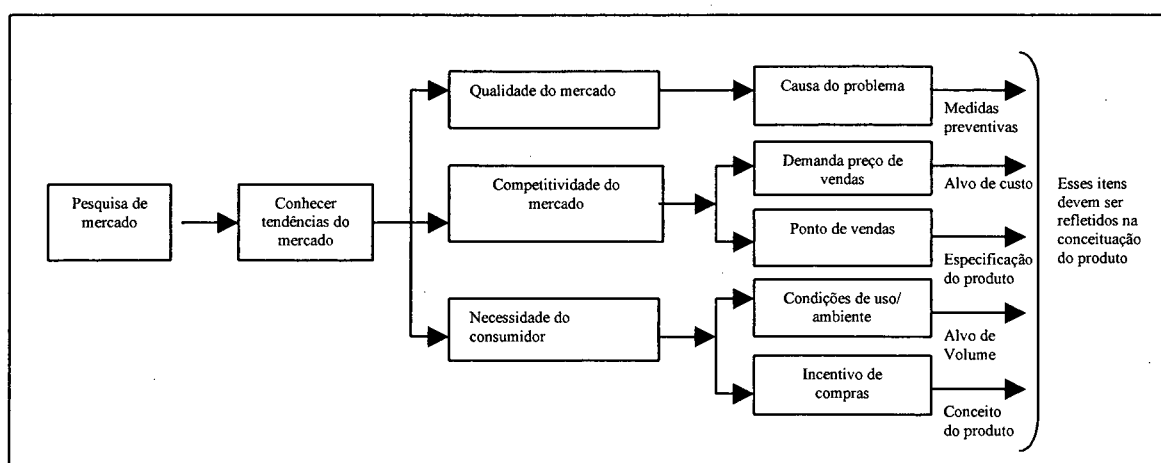 Pesquisa de
mercado
Conhecer
tendências do
mercado
Qualidade do mercado
Competitividade do
mercado
Necessidade do
consumidor
Causa do problema
Medidas
preventivas
Demanda preço de
vendas
Alvo de custo
Ponto de vendas
Especificação
do produto
Condições de uso/
ambiente
Alvo de
Volume
Incentivo de
compras
Conceito
do produto
Esses itens
devem ser
refletidos na
conceituação
do produto